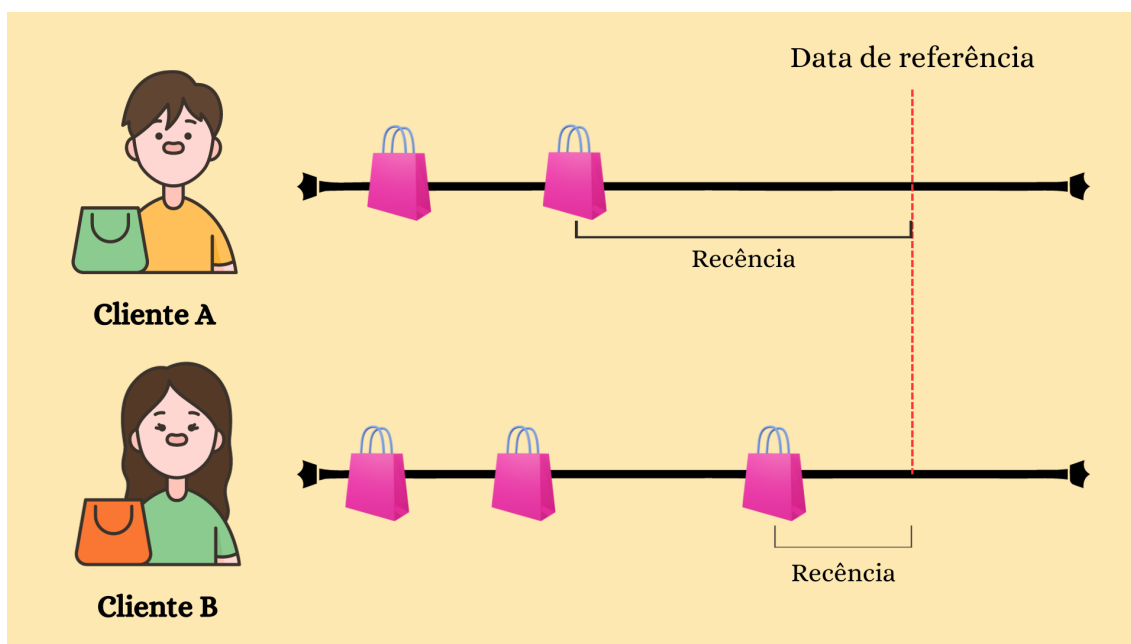 Data de referência
Recência
Cliente A
Recência
Cliente B